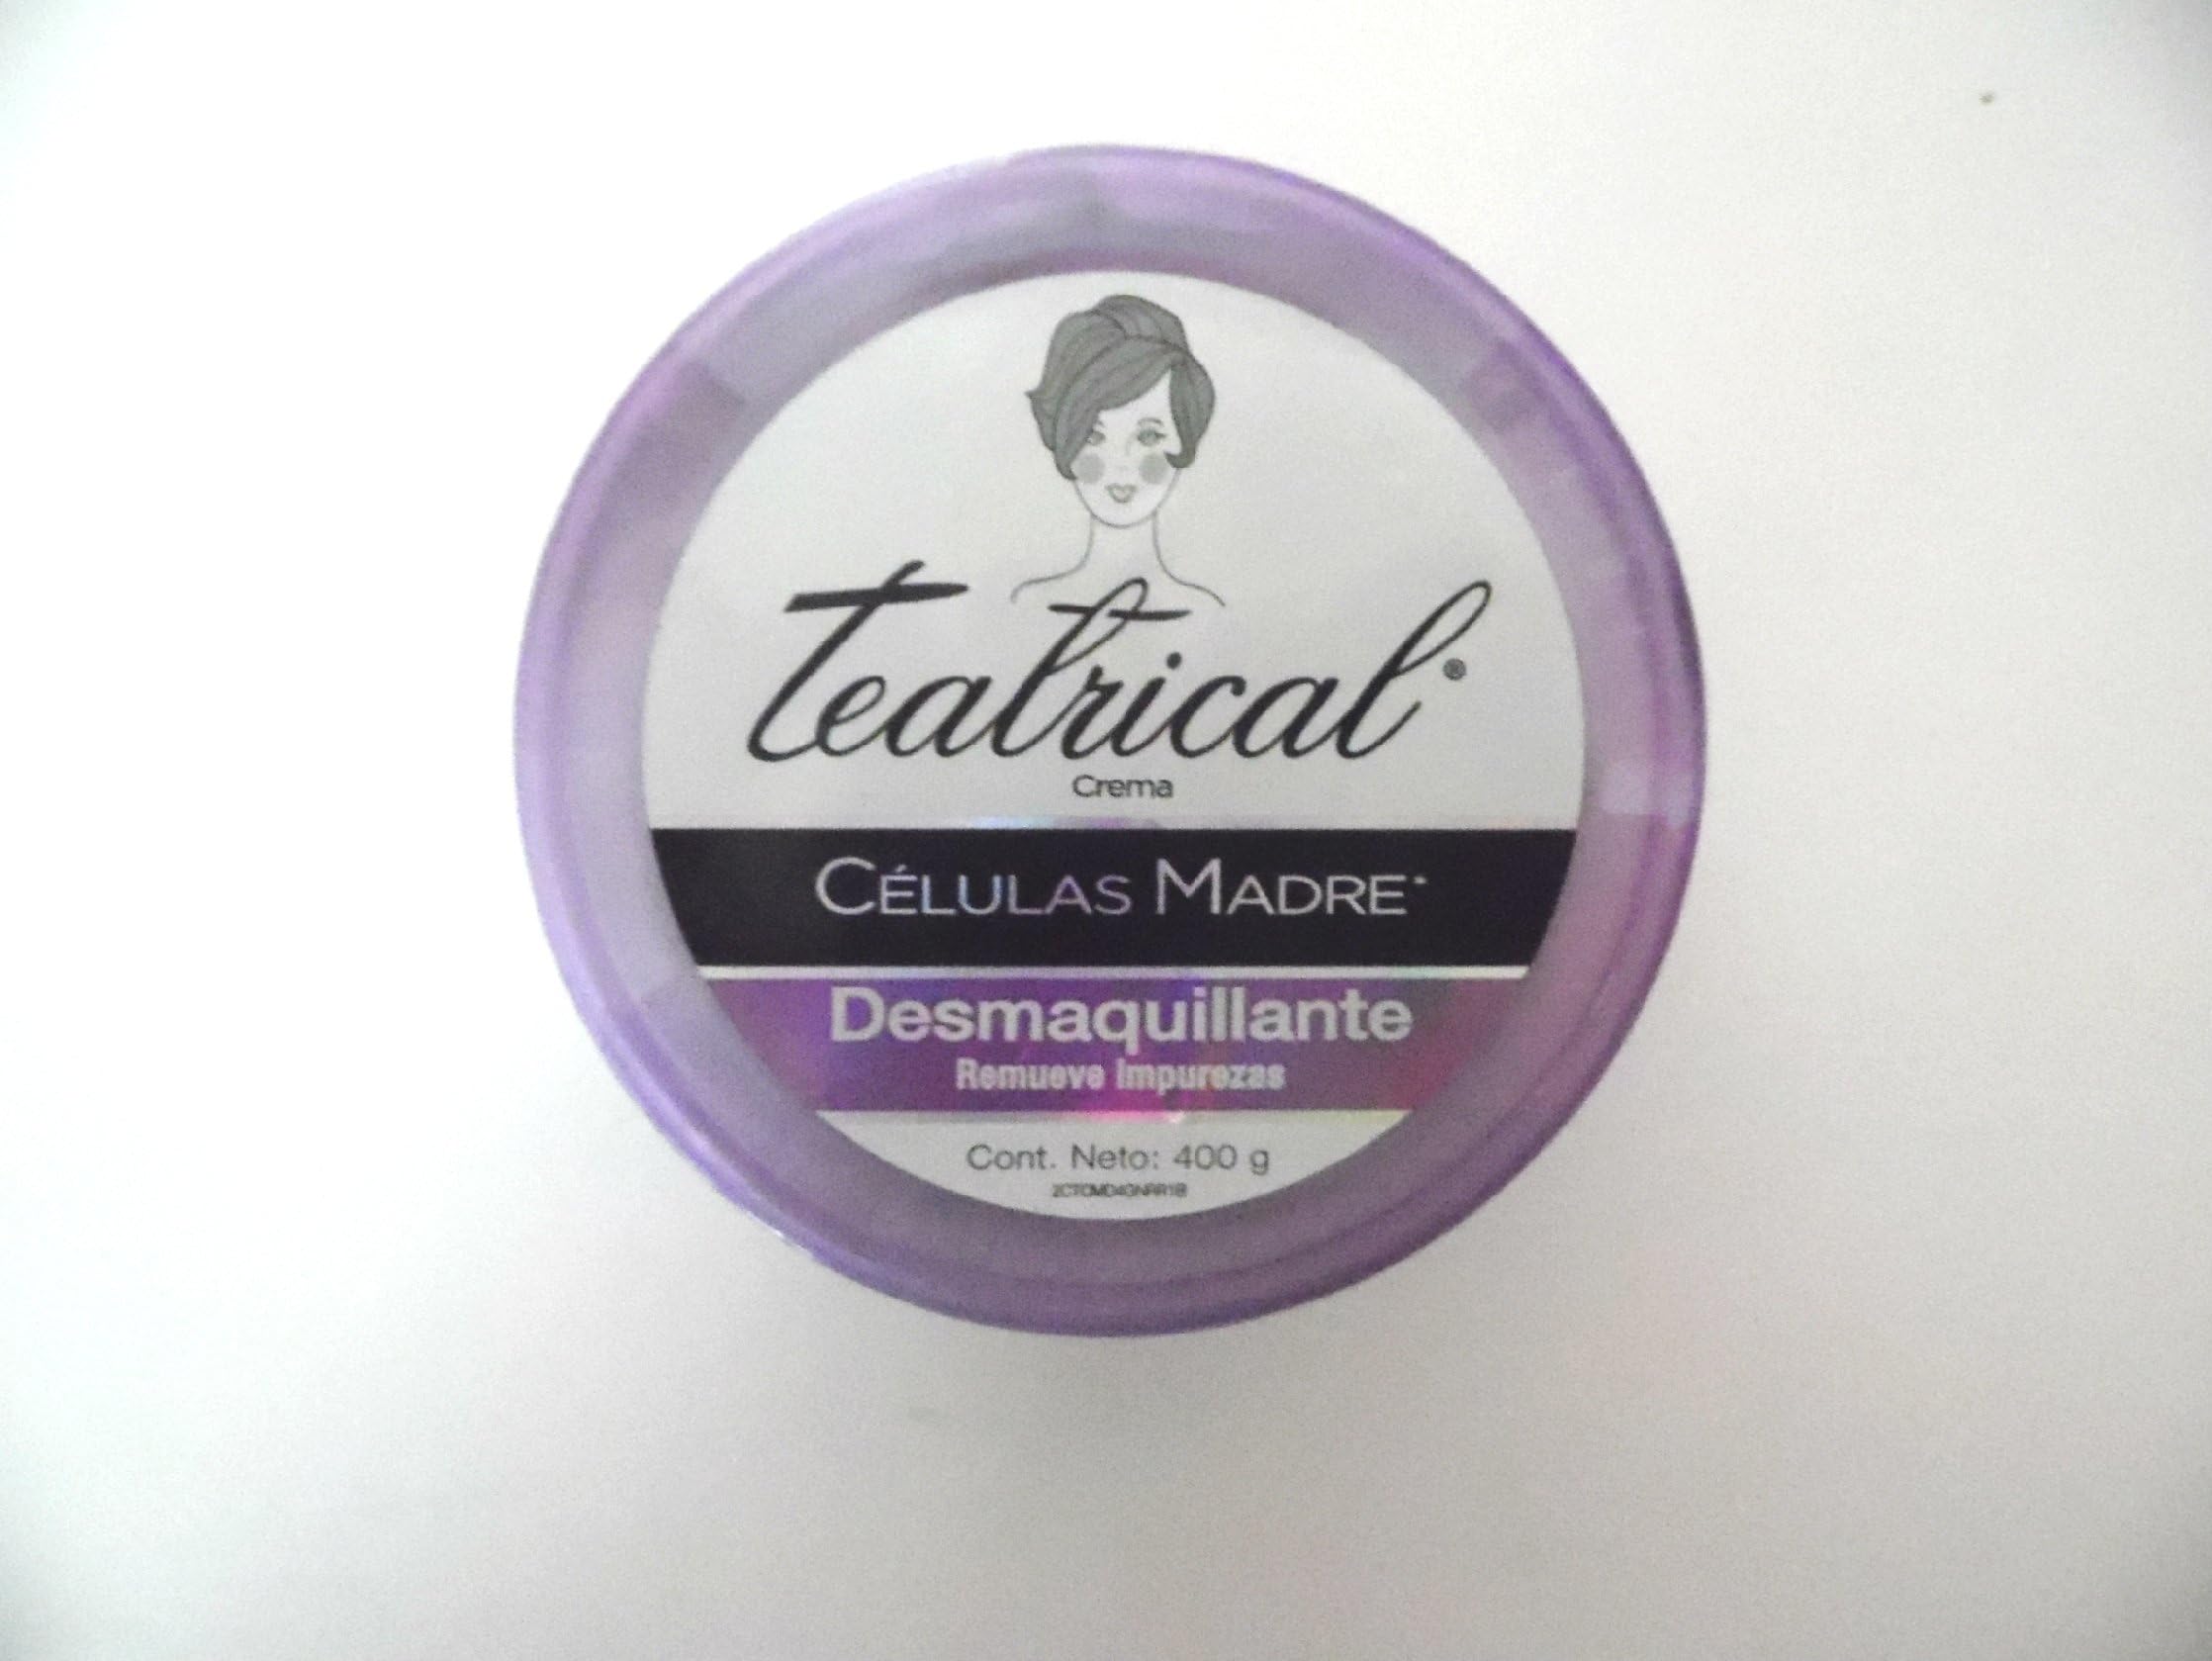 Teatrical®
Crema
CÉLULAS MADRE*
Desmaquillante
Remueve Impurezas
Cont. Neto: 400 g